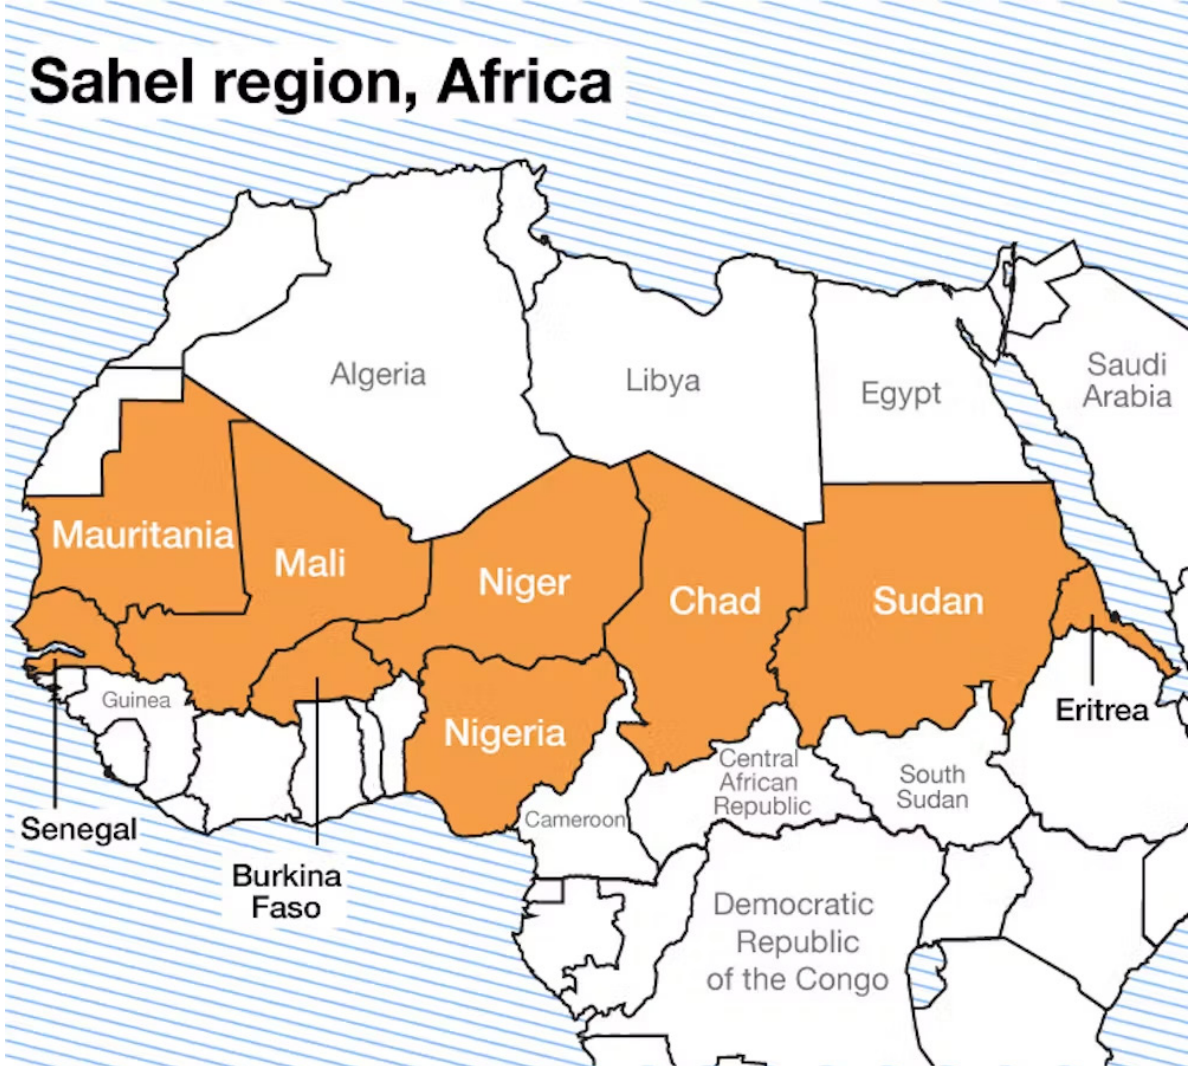 Sahel region, Africa
Algeria
Libya
Egypt
Saudi
Arabia
Mauritania
Mali
Niger
Chad
Sudan
Eritrea
Guinea
Nigeria
Central
African
Republic
South
Sudan
Cameroon
Senegal
Burkina
Faso
Democratic
Republic
of the Congo